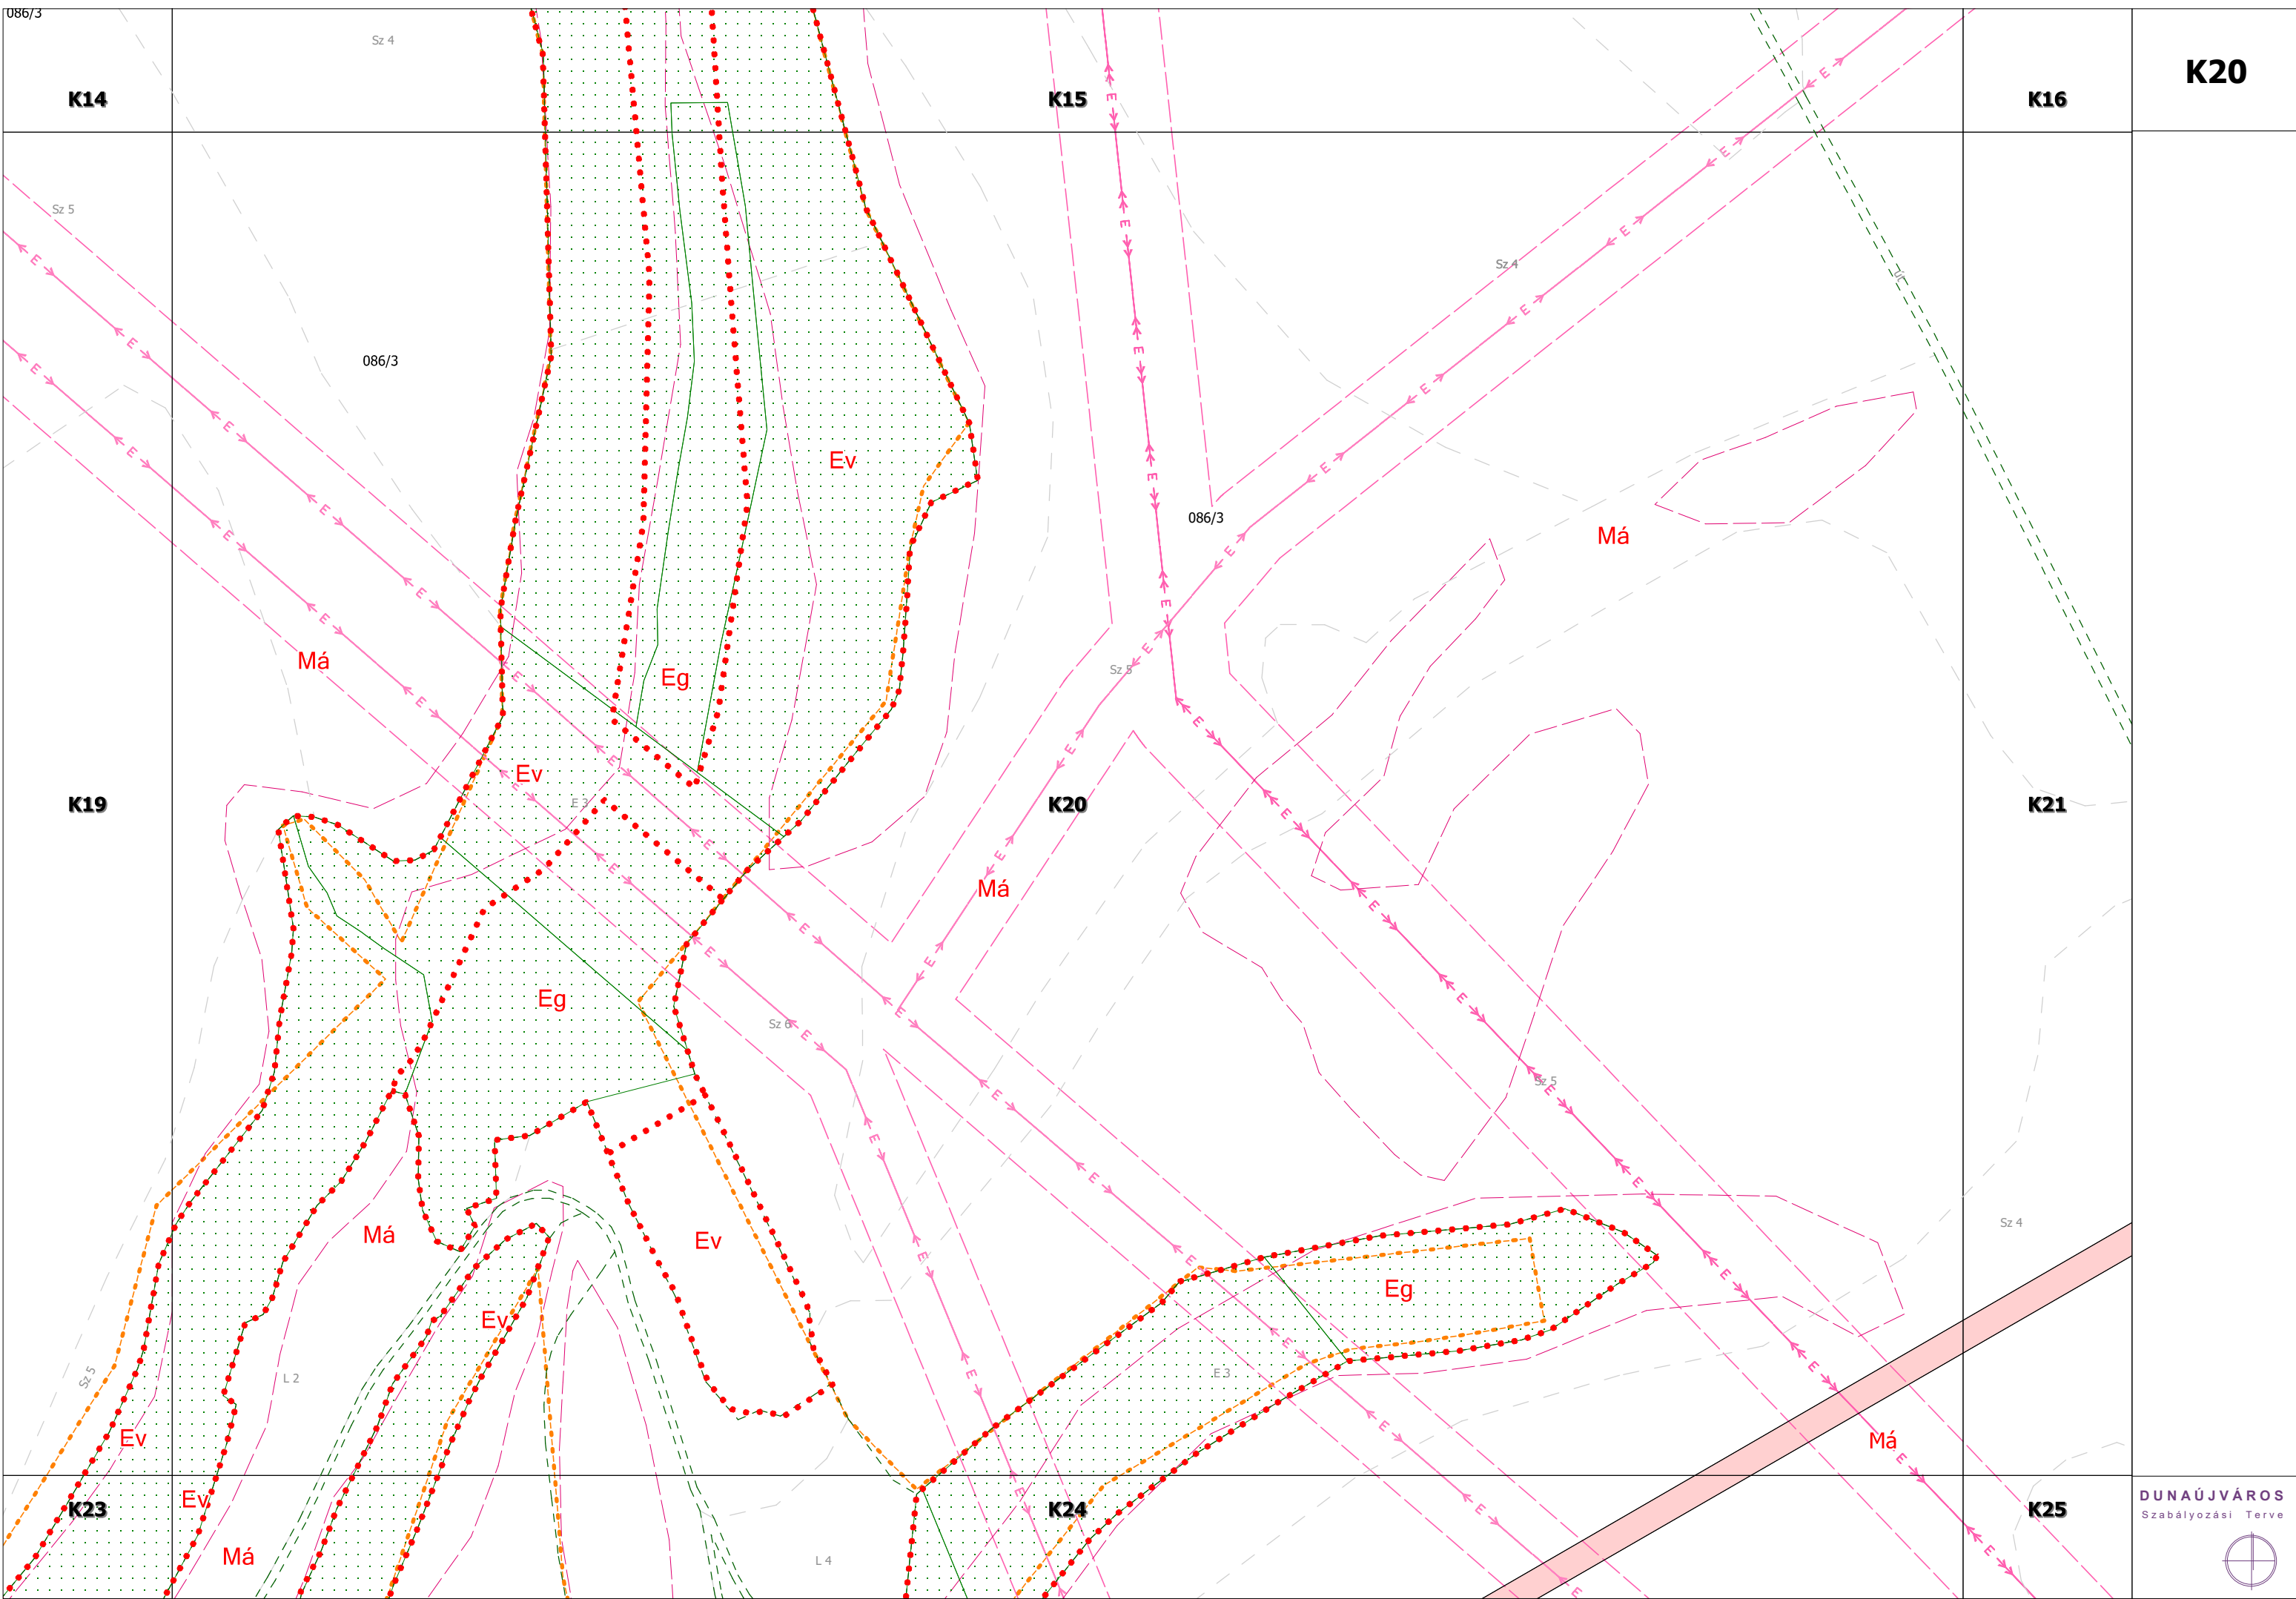 086/3
Sz 4
K14
K15
K16
K20
Sz 5
Sz 4
út
086/3
Ev
086/3
Má
Má
Eg
Sz 5
Ev
E 3
K19
K20
K21
Má
Eg
Sz 6
Sz 5
Má
Ev
Sz 4
Eg
Ev
Sz 5
L 2
E 3
Ev
Má
Ev
K23
K24
K25
DUNAÚJVÁROS
Szabályozási Terve
Má
L 4